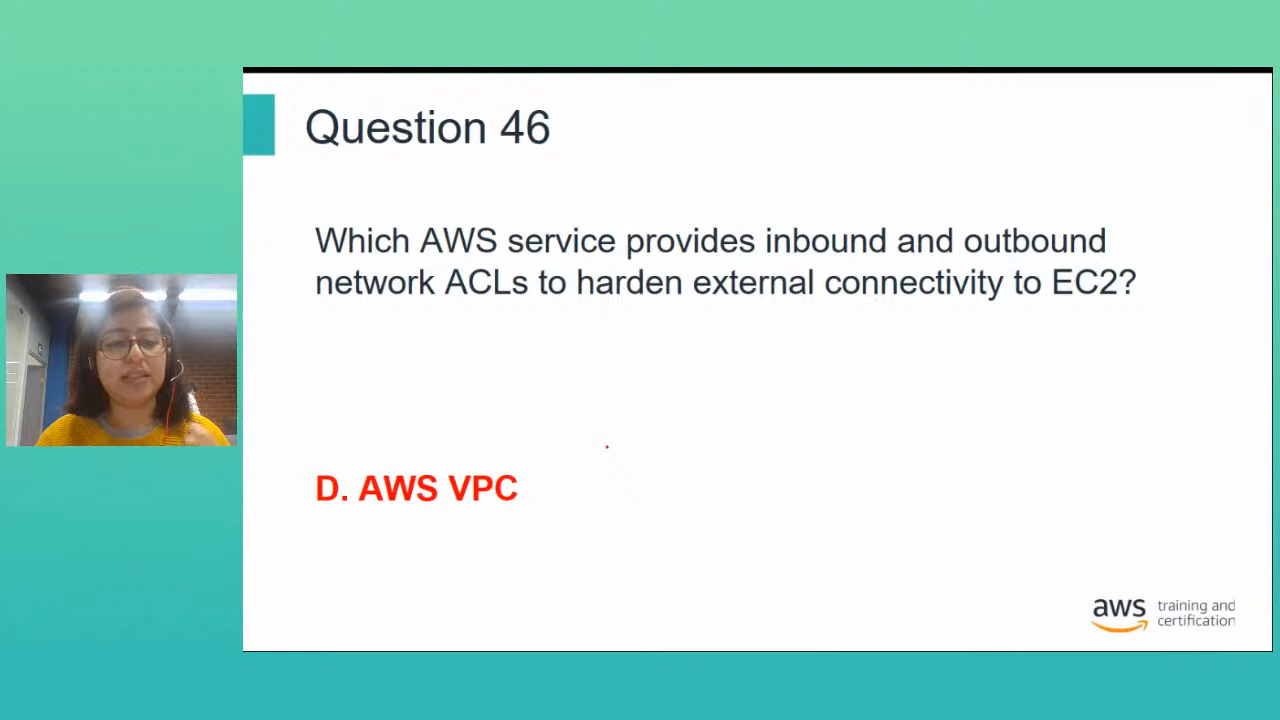 Question 46
Which AWS service provides inbound and outbound
network ACLs to harden external connectivity to EC2?
D. AWS VPC
aws training and
certification